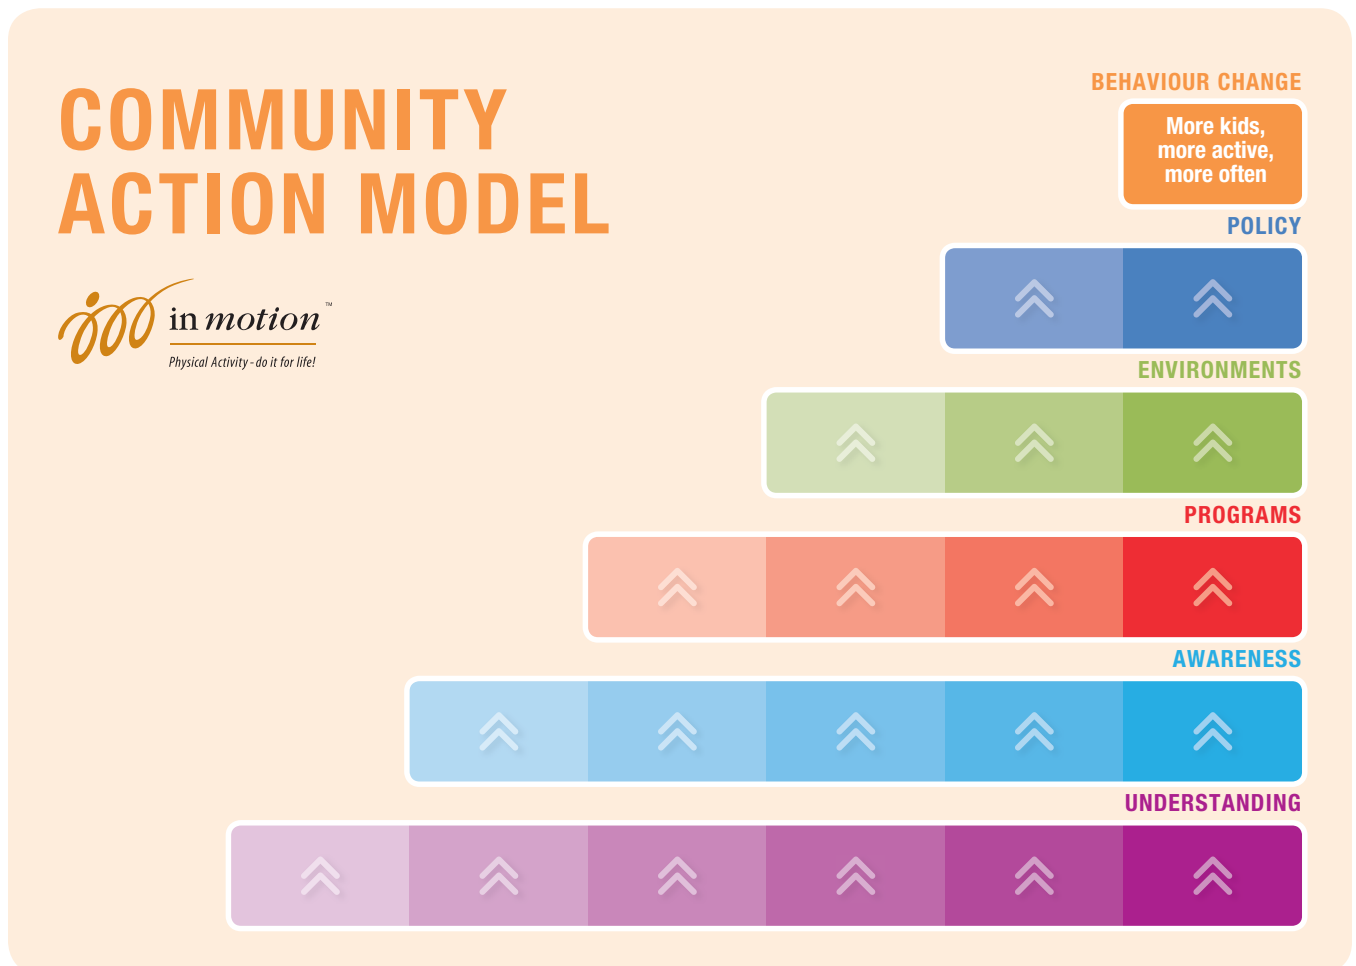 COMMUNITY
ACTION MODEL
in motion™
Physical Activity - do it for life!
BEHAVIOUR CHANGE
More kids,
more active,
more often
POLICY
ENVIRONMENTS
PROGRAMS
AWARENESS
UNDERSTANDING